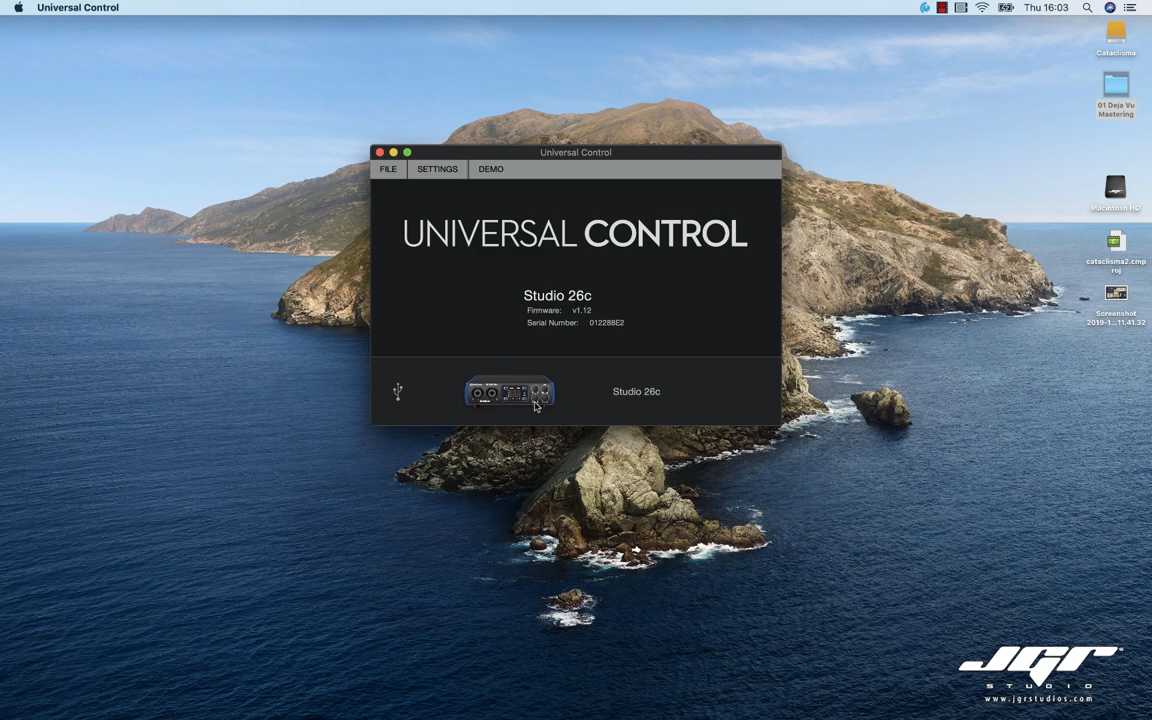 Universal Control
Thu 16:03
Cataclisma
01 Deja Vu
Mastering
Macintosh HD
cataclisma2.cmp
roj
Screenshot
2019-1...11.41.32
Universal Control
FILE
SETTINGS
DEMO
UNIVERSAL CONTROL
Studio 26c
Firmware: v1.12
Serial Number: 012288E2
Studio 26c
JGR
STUDIO
www.jgrstudios.com